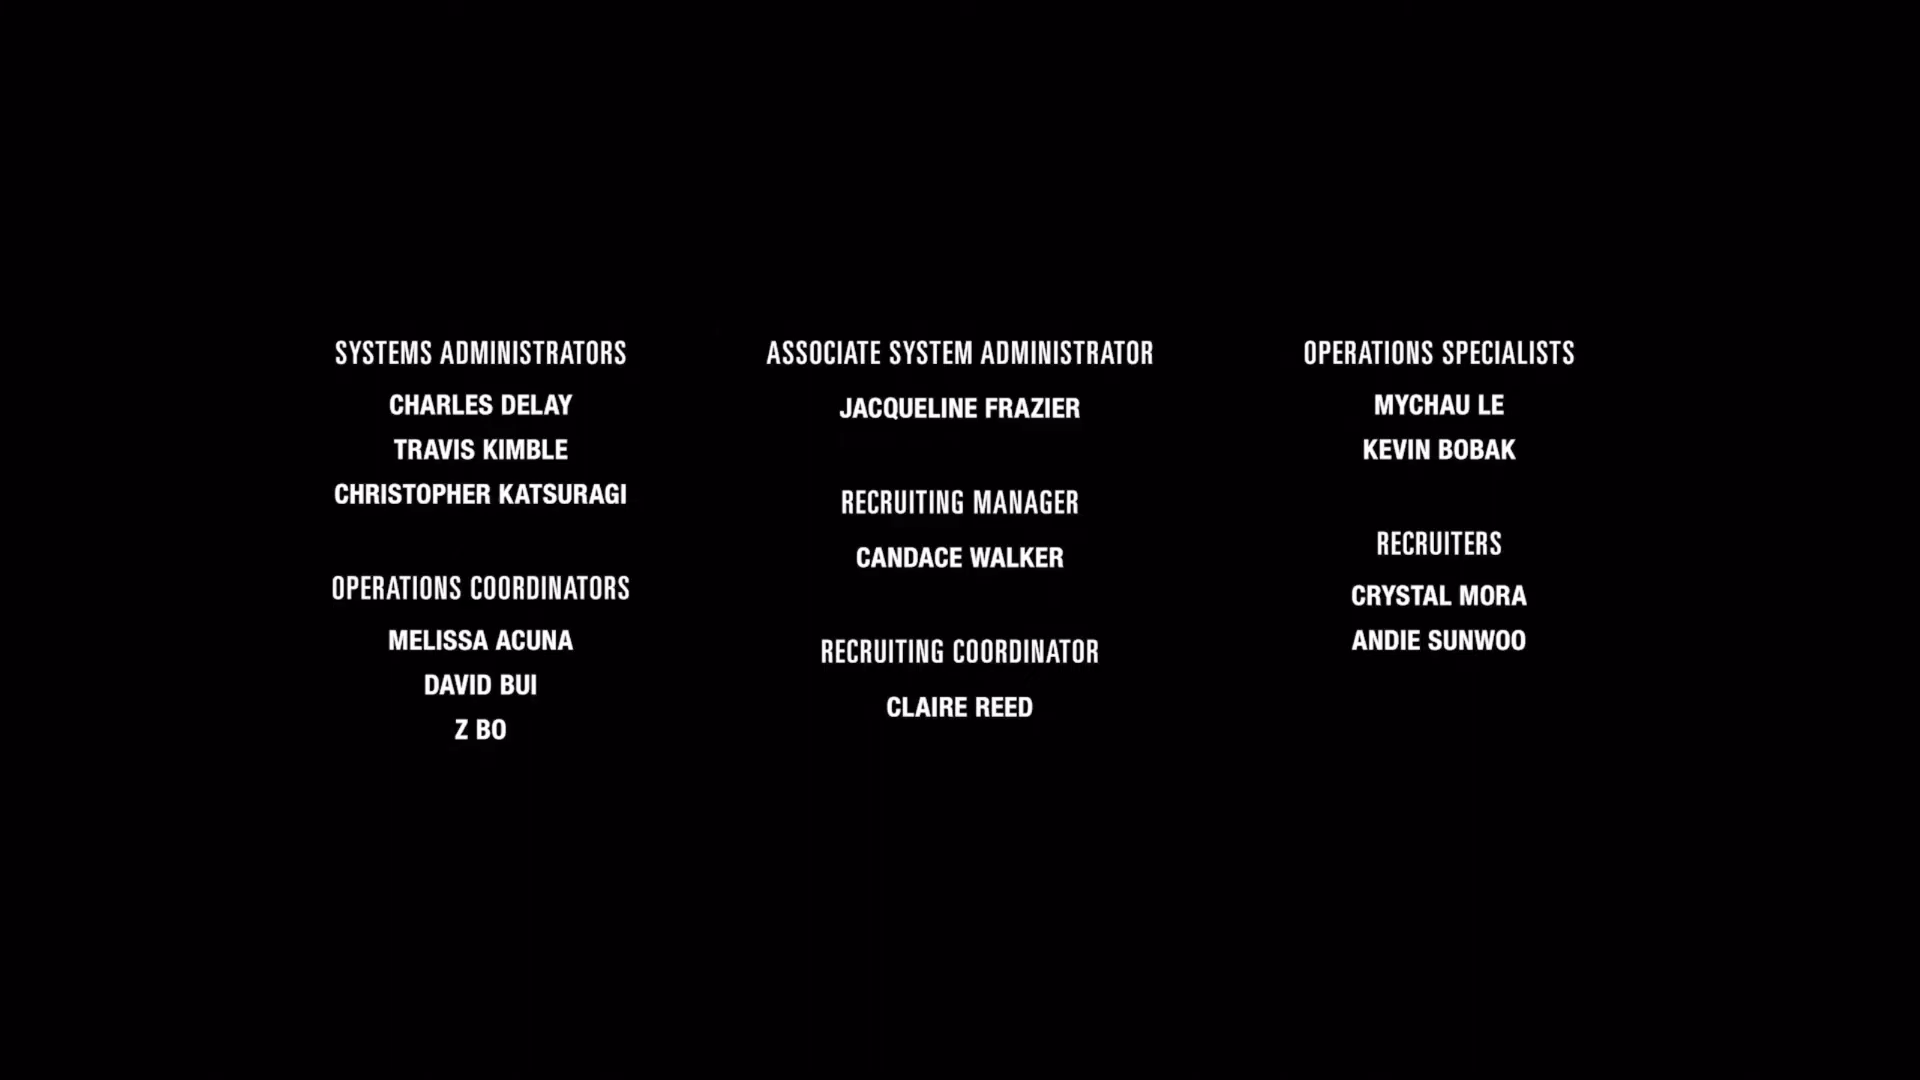 SYSTEMS ADMINISTRATORS
CHARLES DELAY
TRAVIS KIMBLE
CHRISTOPHER KATSURAGI
OPERATIONS COORDINATORS
MELISSA ACUNA
DAVID BUI
Z BO
ASSOCIATE SYSTEM ADMINISTRATOR
JACQUELINE FRAZIER
RECRUITING MANAGER
CANDACE WALKER
RECRUITING COORDINATOR
CLAIRE REED
OPERATIONS SPECIALISTS
MYCHAU LE
KEVIN BOBAK
RECRUITERS
CRYSTAL MORA
ANDIE SUNWOO